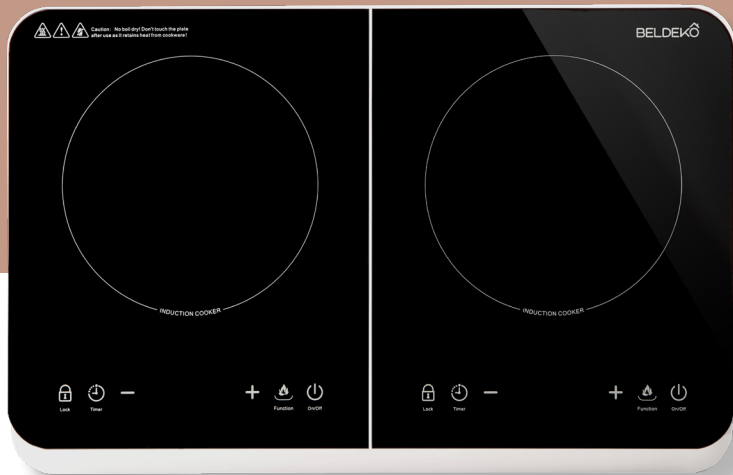 Caution: No boil dry! Don't touch the plate
after use as it retains heat from cookware!
BELDEKO
INDUCTION COOKER
INDUCTION COOKER
Lock Timer Function On/Off
Lock Timer Function On/Off